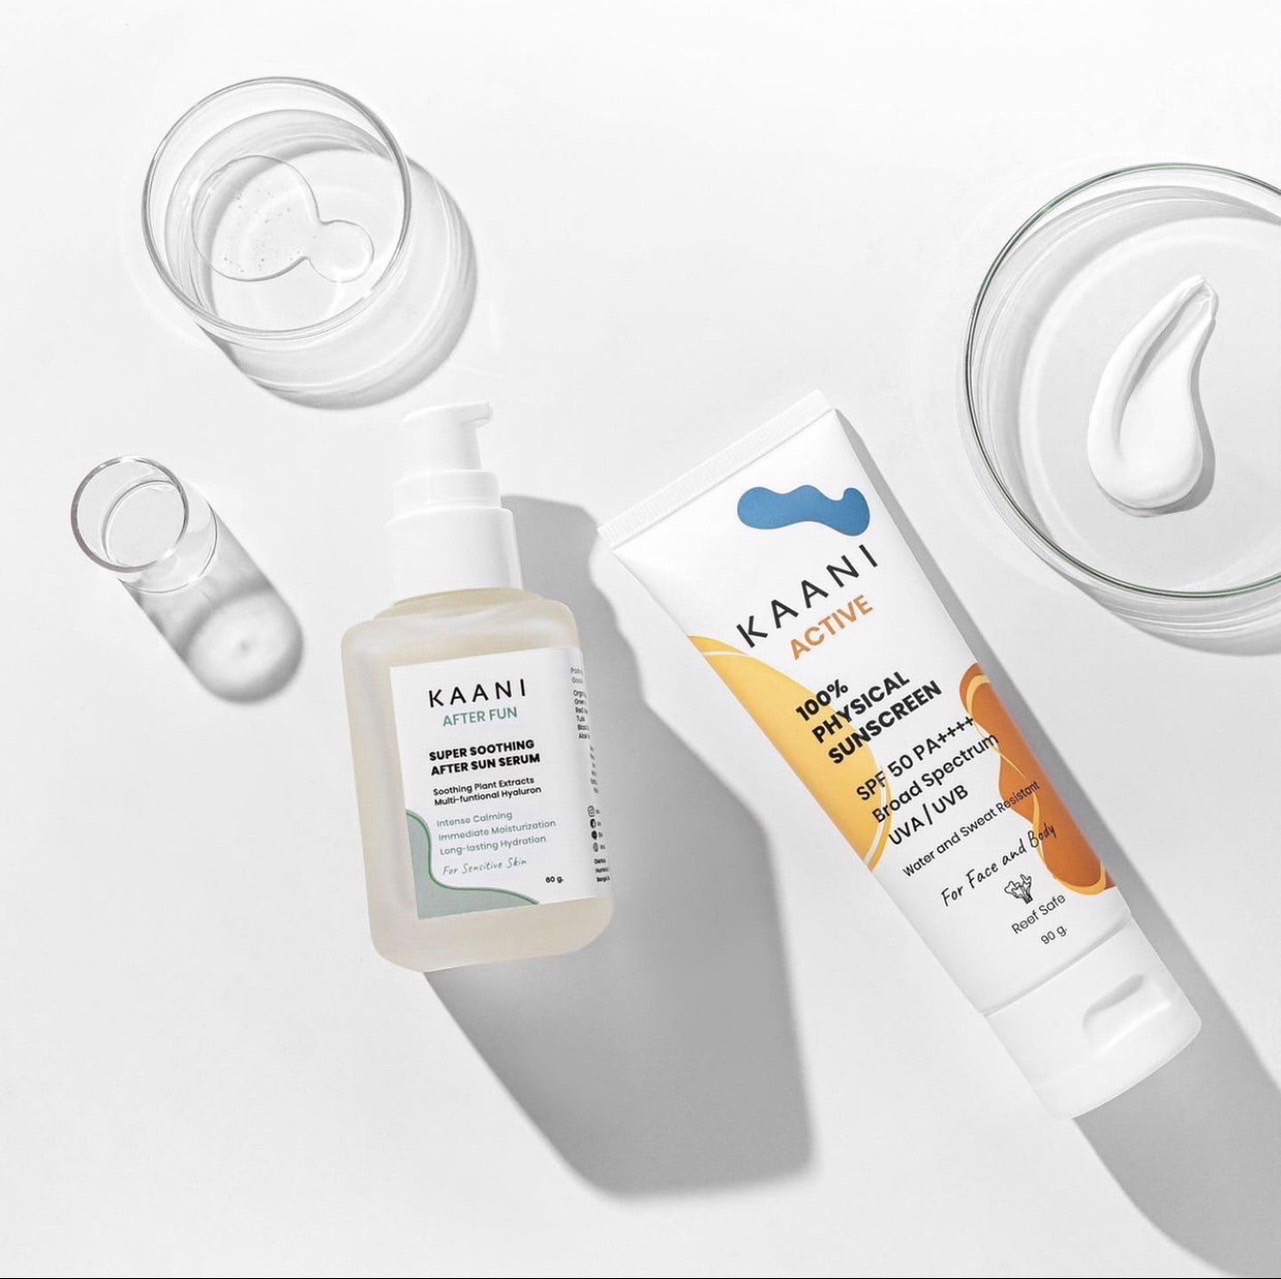 KAANI
AFTER FUN
SUPER SOOTHING
AFTER SUN SERUM
Soothing Plant Extracts
Multi-funtional Hyaluron
Intense Calming
Immediate Moisturization
Long-lasting Hydration
For Sensitive Skin
60 g.
KAANI
ACTIVE
100%
PHYSICAL
SUNSCREEN
SPF 50 PA++++
Broad Spectrum
UVA / UVB
Water and Sweat Resistant
For Face and Body
Reef Safe
90 g.